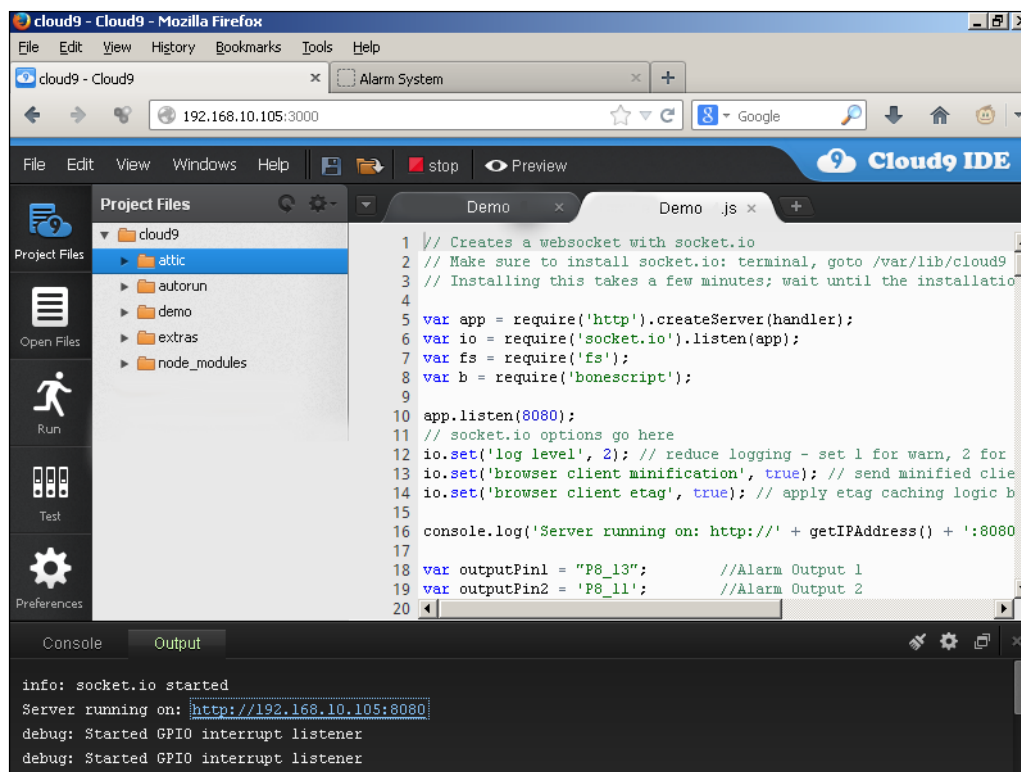 cloud9 - Cloud9 - Mozilla Firefox
File Edit View History Bookmarks Tools Help
cloud9 - Cloud9 × Alarm System × +
192.168.10.105:3000 8 Google
File Edit View Windows Help stop Preview 9 Cloud9 IDE
Project Files Demo × Demo .js × +
Project Files
Open Files
Run
Test
Preferences
cloud9
attic
autorun
demo
extras
node_modules
1 // Creates a websocket with socket.io
2 // Make sure to install socket.io: terminal, goto /var/lib/cloud9
3 // Installing this takes a few minutes; wait until the installatio
4
5 var app = require('http').createServer(handler);
6 var io = require('socket.io').listen(app);
7 var fs = require('fs');
8 var b = require('bonescript');
9
10 app.listen(8080);
11 // socket.io options go here
12 io.set('log level', 2); // reduce logging - set 1 for warn, 2 for
13 io.set('browser client minification', true); // send minified clie
14 io.set('browser client etag', true); // apply etag caching logic b
15
16 console.log('Server running on: http://' + getIPAddress() + ':8080
17
18 var outputPin1 = "P8_13"; //Alarm Output 1
19 var outputPin2 = 'P8_11'; //Alarm Output 2
20
Console Output
info: socket.io started
Server running on: http://192.168.10.105:8080
debug: Started GPIO interrupt listener
debug: Started GPIO interrupt listener